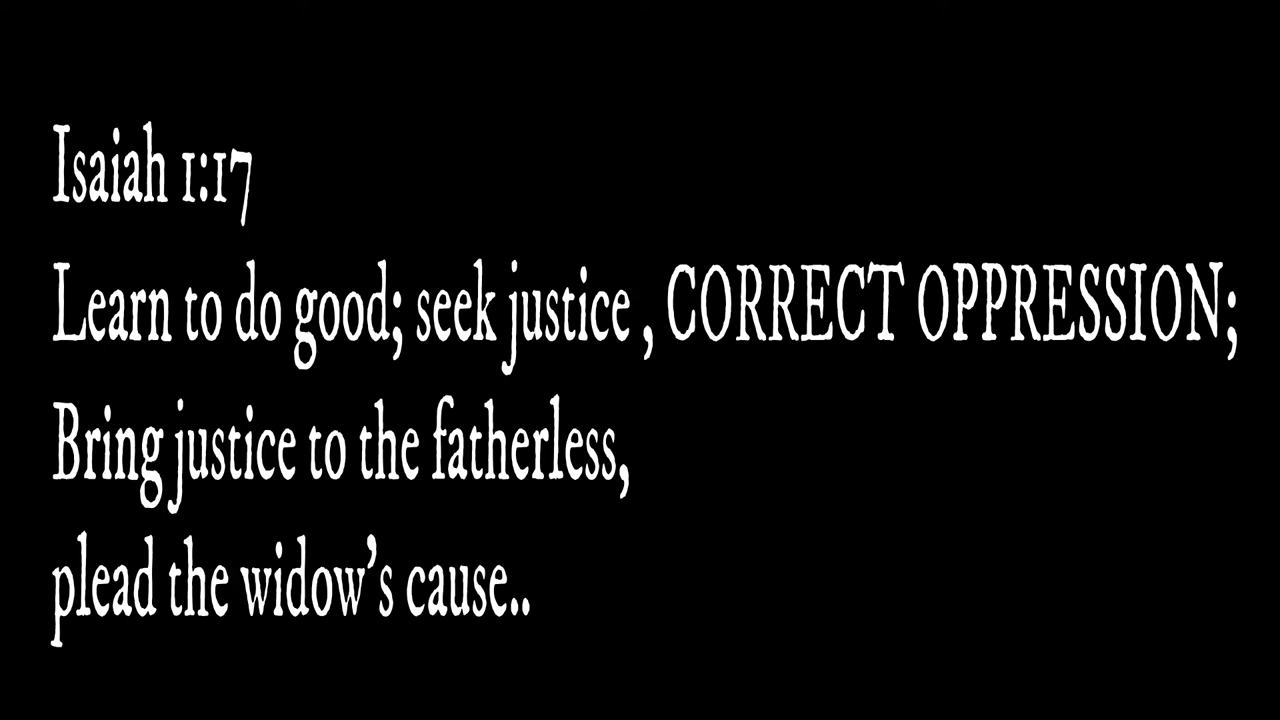 Isaiah 1:17
Learn to do good; seek justice , CORRECT OPPRESSION;
Bring justice to the fatherless,
plead the widow’s cause..